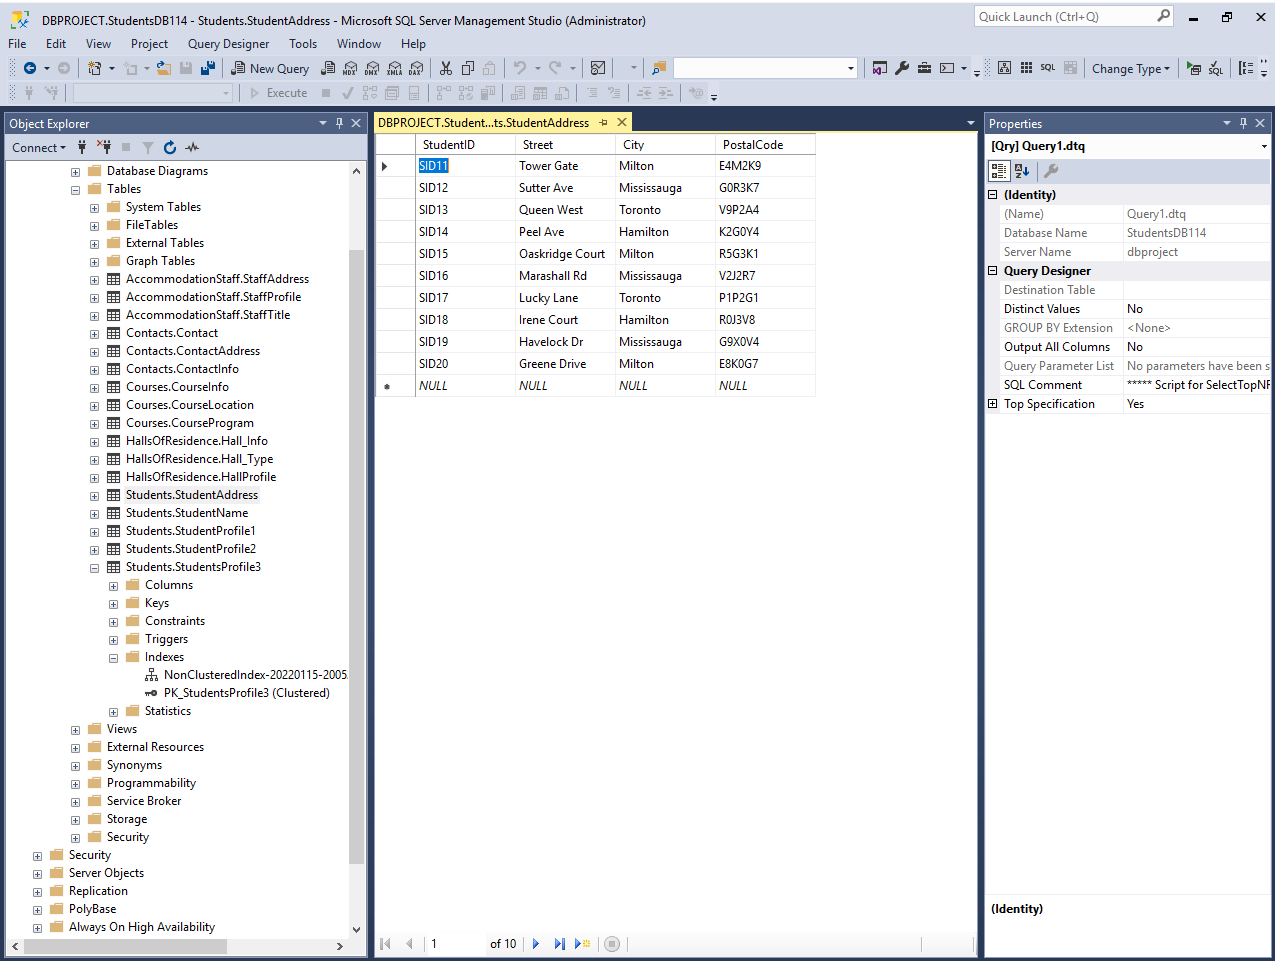 DBPROJECT.StudentsDB114 - Students.StudentAddress - Microsoft SQL Server Management Studio (Administrator)
Quick Launch (Ctrl+Q)
File Edit View Project Query Designer Tools Window Help
New Query MDX DMX XMLA DAX SQL Change Type SQL
Execute
Object Explorer
Connect
Database Diagrams
Tables
System Tables
FileTables
External Tables
Graph Tables
AccommodationStaff.StaffAddress
AccommodationStaff.StaffProfile
AccommodationStaff.StaffTitle
Contacts.Contact
Contacts.ContactAddress
Contacts.ContactInfo
Courses.CourseInfo
Courses.CourseLocation
Courses.CourseProgram
HallsOfResidence.Hall_Info
HallsOfResidence.Hall_Type
HallsOfResidence.HallProfile
Students.StudentAddress
Students.StudentName
Students.StudentProfile1
Students.StudentProfile2
Students.StudentsProfile3
Columns
Keys
Constraints
Triggers
Indexes
NonClusteredIndex-20220115-2005
PK_StudentsProfile3 (Clustered)
Statistics
Views
External Resources
Synonyms
Programmability
Service Broker
Storage
Security
Security
Server Objects
Replication
PolyBase
Always On High Availability
DBPROJECT.Student...ts.StudentAddress
StudentID Street City PostalCode
SID11 Tower Gate Milton E4M2K9
SID12 Sutter Ave Mississauga G0R3K7
SID13 Queen West Toronto V9P2A4
SID14 Peel Ave Hamilton K2G0Y4
SID15 Oaskridge Court Milton R5G3K1
SID16 Marashall Rd Mississauga V2J2R7
SID17 Lucky Lane Toronto P1P2G1
SID18 Irene Court Hamilton R0J3V8
SID19 Havelock Dr Mississauga G9X0V4
SID20 Greene Drive Milton E8K0G7
NULL NULL NULL NULL
1 of 10
Properties
[Qry] Query1.dtq
(Identity)
(Name) Query1.dtq
Database Name StudentsDB114
Server Name dbproject
Query Designer
Destination Table
Distinct Values No
GROUP BY Extension <None>
Output All Columns No
Query Parameter List No parameters have been s
SQL Comment ***** Script for SelectTopNR
Top Specification Yes
(Identity)